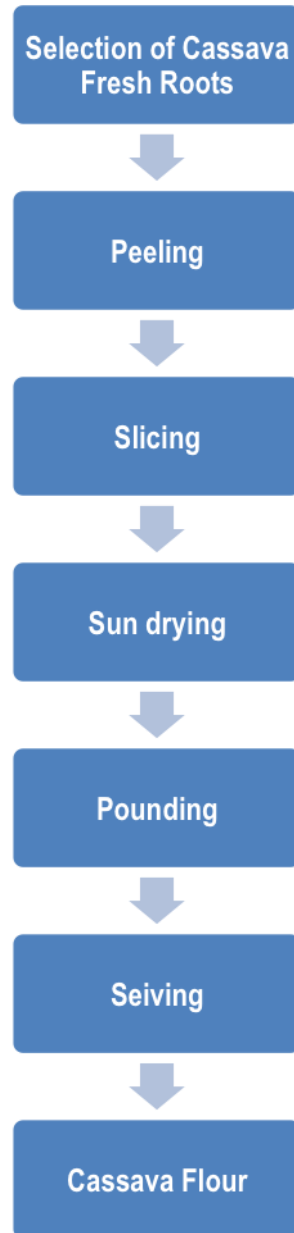 Selection of Cassava
Fresh Roots
Peeling
Slicing
Sun drying
Pounding
Seiving
Cassava Flour